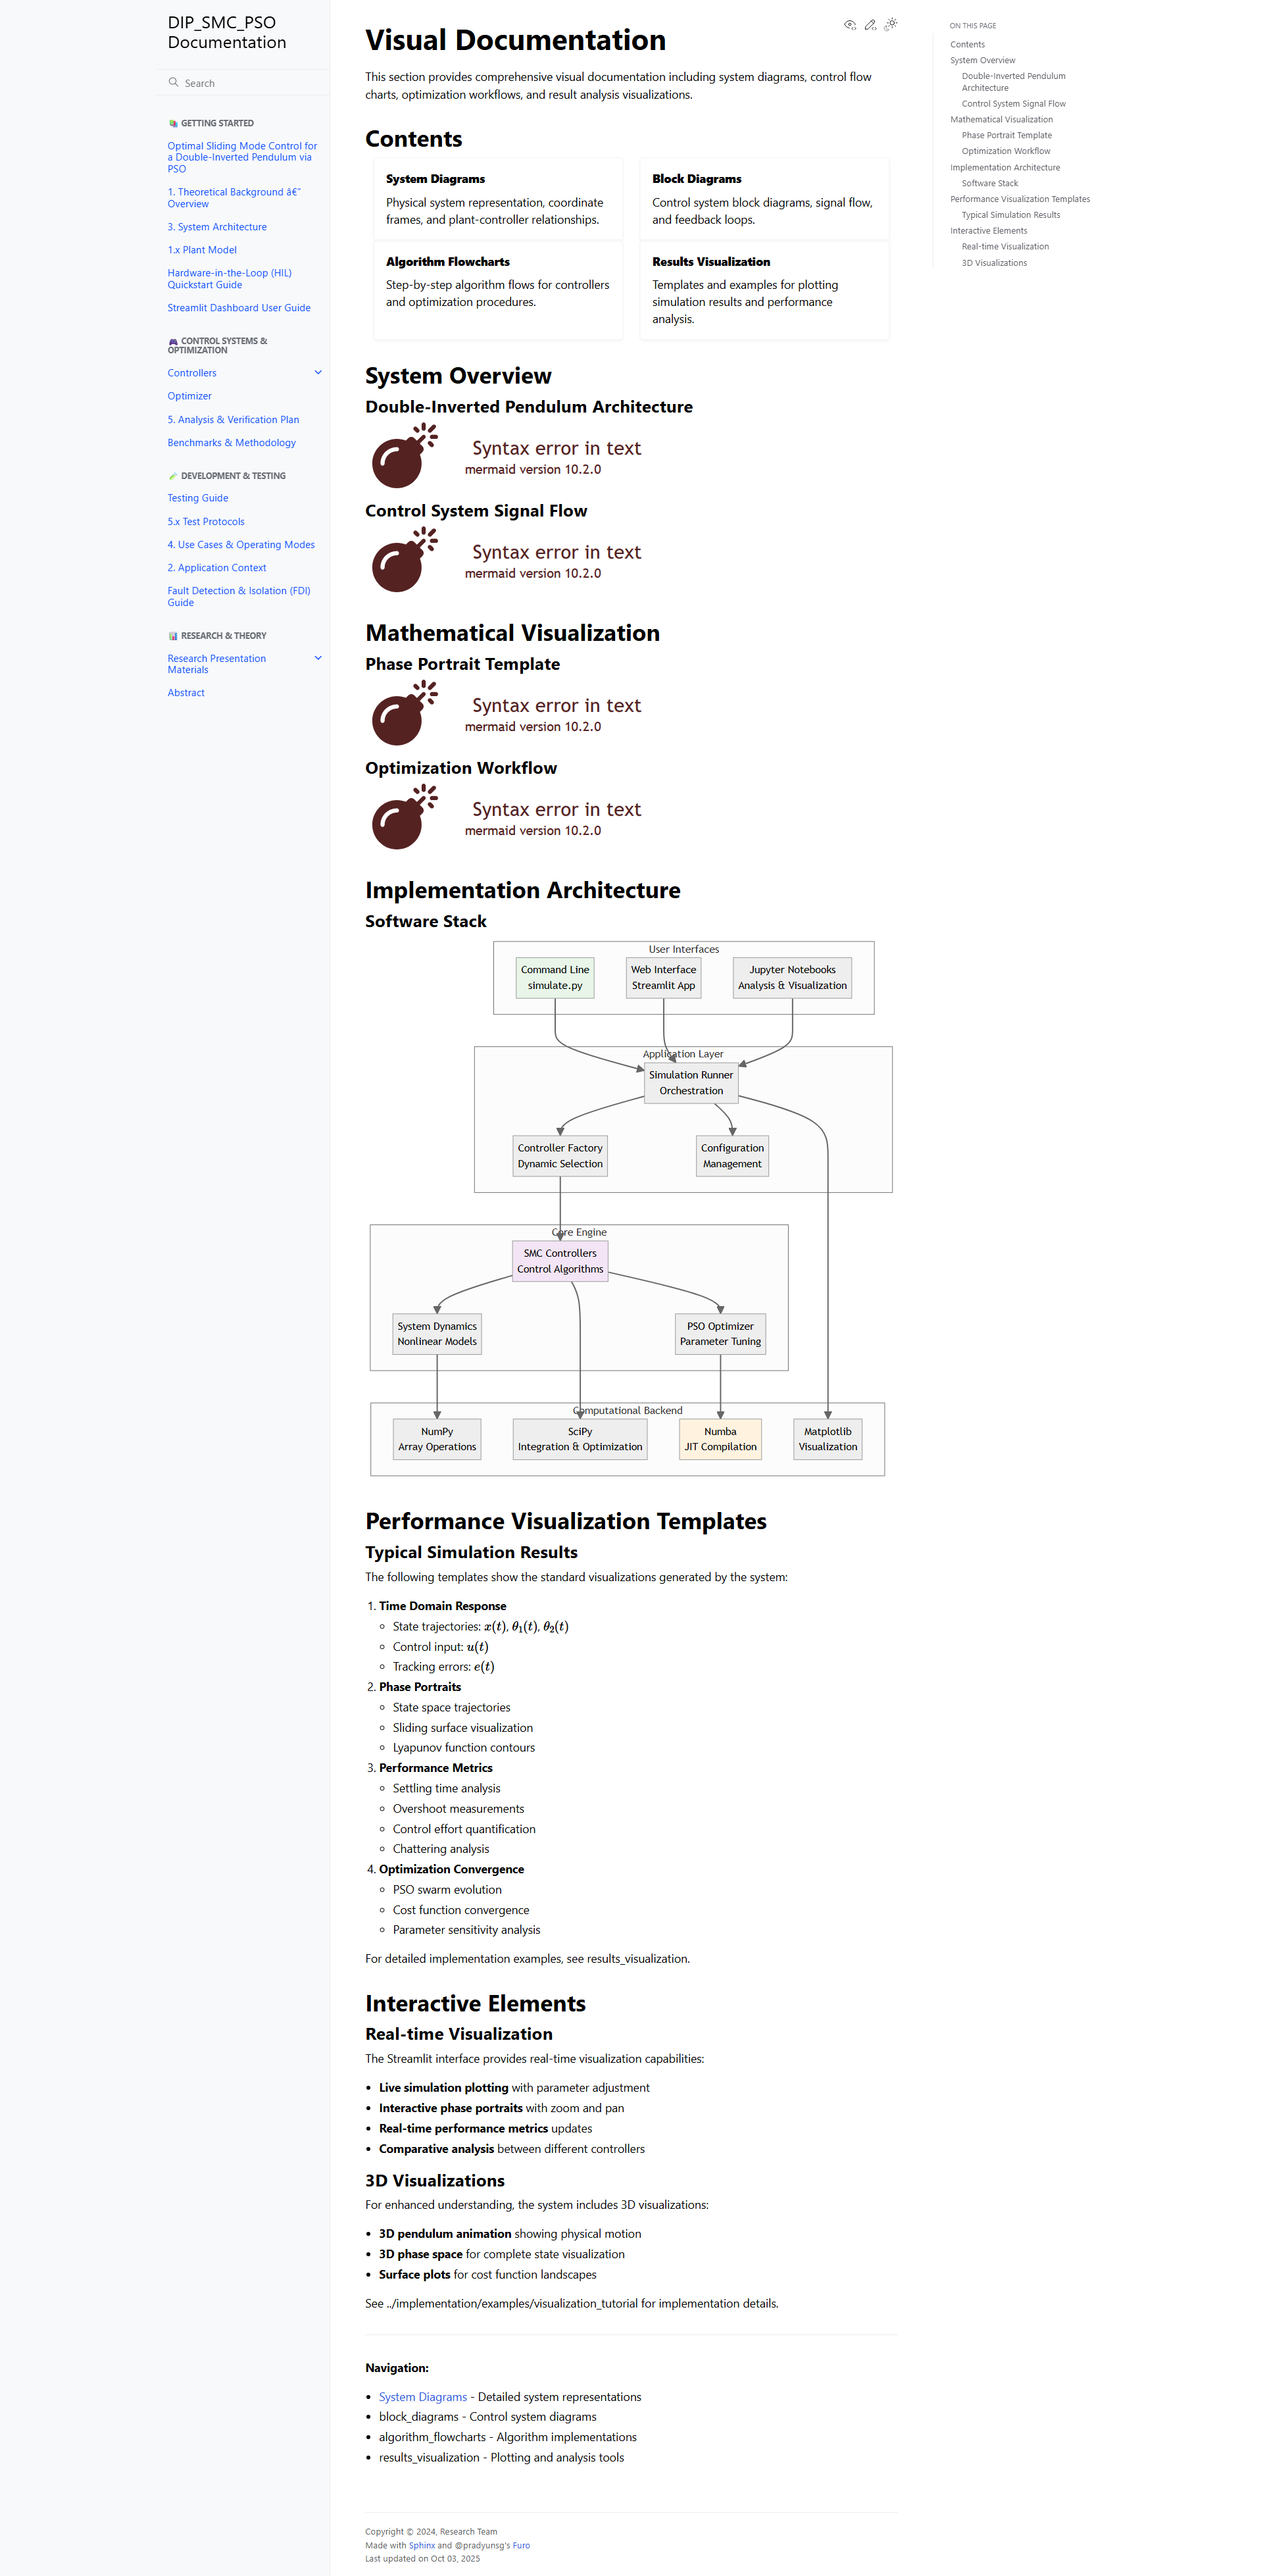 DIP_SMC_PSO
Documentation
Search
GETTING STARTED
Optimal Sliding Mode Control for
a Double-Inverted Pendulum via
PSO
1. Theoretical Background â€”
Overview
3. System Architecture
1.x Plant Model
Hardware-in-the-Loop (HIL)
Quickstart Guide
Streamlit Dashboard User Guide
CONTROL SYSTEMS &
OPTIMIZATION
Controllers
Optimizer
5. Analysis & Verification Plan
Benchmarks & Methodology
DEVELOPMENT & TESTING
Testing Guide
5.x Test Protocols
4. Use Cases & Operating Modes
2. Application Context
Fault Detection & Isolation (FDI)
Guide
RESEARCH & THEORY
Research Presentation
Materials
Abstract
Visual Documentation
This section provides comprehensive visual documentation including system diagrams, control flow
charts, optimization workflows, and result analysis visualizations.
Contents
System Diagrams
Physical system representation, coordinate
frames, and plant-controller relationships.
Block Diagrams
Control system block diagrams, signal flow,
and feedback loops.
Algorithm Flowcharts
Step-by-step algorithm flows for controllers
and optimization procedures.
Results Visualization
Templates and examples for plotting
simulation results and performance
analysis.
System Overview
Double-Inverted Pendulum Architecture
Syntax error in text
mermaid version 10.2.0
Control System Signal Flow
Syntax error in text
mermaid version 10.2.0
Mathematical Visualization
Phase Portrait Template
Syntax error in text
mermaid version 10.2.0
Optimization Workflow
Syntax error in text
mermaid version 10.2.0
Implementation Architecture
Software Stack
User Interfaces
Command Line
simulate.py
Web Interface
Streamlit App
Jupyter Notebooks
Analysis & Visualization
Application Layer
Simulation Runner
Orchestration
Controller Factory
Dynamic Selection
Configuration
Management
Core Engine
SMC Controllers
Control Algorithms
System Dynamics
Nonlinear Models
PSO Optimizer
Parameter Tuning
Computational Backend
NumPy
Array Operations
SciPy
Integration & Optimization
Numba
JIT Compilation
Matplotlib
Visualization
Performance Visualization Templates
Typical Simulation Results
The following templates show the standard visualizations generated by the system:
1. Time Domain Response
State trajectories: x(t), θ₁(t), θ₂(t)
Control input: u(t)
Tracking errors: e(t)
2. Phase Portraits
State space trajectories
Sliding surface visualization
Lyapunov function contours
3. Performance Metrics
Settling time analysis
Overshoot measurements
Control effort quantification
Chattering analysis
4. Optimization Convergence
PSO swarm evolution
Cost function convergence
Parameter sensitivity analysis
For detailed implementation examples, see results_visualization.
Interactive Elements
Real-time Visualization
The Streamlit interface provides real-time visualization capabilities:
Live simulation plotting with parameter adjustment
Interactive phase portraits with zoom and pan
Real-time performance metrics updates
Comparative analysis between different controllers
3D Visualizations
For enhanced understanding, the system includes 3D visualizations:
3D pendulum animation showing physical motion
3D phase space for complete state visualization
Surface plots for cost function landscapes
See ../implementation/examples/visualization_tutorial for implementation details.
Navigation:
System Diagrams - Detailed system representations
block_diagrams - Control system diagrams
algorithm_flowcharts - Algorithm implementations
results_visualization - Plotting and analysis tools
Copyright © 2024, Research Team
Made with Sphinx and @pradyunsg's Furo
Last updated on Oct 03, 2025
ON THIS PAGE
Contents
System Overview
Double-Inverted Pendulum
Architecture
Control System Signal Flow
Mathematical Visualization
Phase Portrait Template
Optimization Workflow
Implementation Architecture
Software Stack
Performance Visualization Templates
Typical Simulation Results
Interactive Elements
Real-time Visualization
3D Visualizations